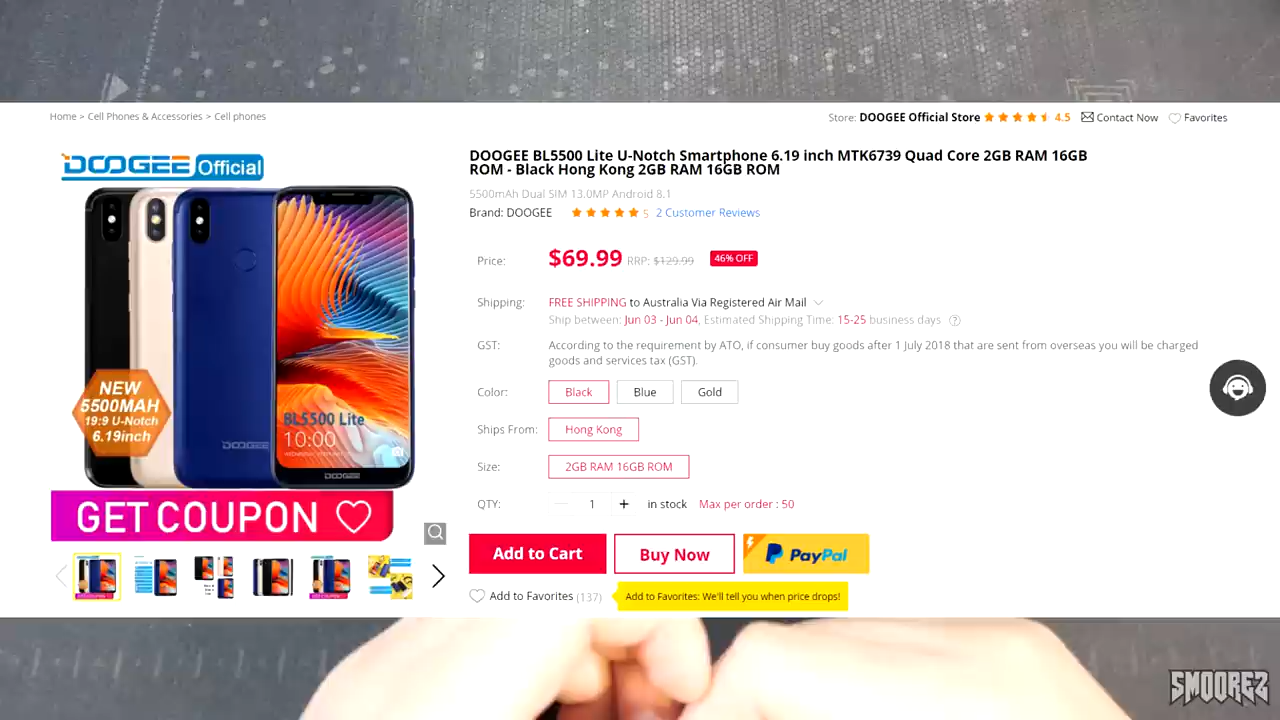 Home > Cell Phones & Accessories > Cell phones
Store: DOOGEE Official Store 4.5 Contact Now Favorites
DOOGEE Official
DOOGEE BL5500 Lite U-Notch Smartphone 6.19 inch MTK6739 Quad Core 2GB RAM 16GB
ROM - Black Hong Kong 2GB RAM 16GB ROM
5500mAh Dual SIM 13.0MP Android 8.1
Brand: DOOGEE 5 2 Customer Reviews
Price: $69.99 RRP: $129.99 46% OFF
Shipping: FREE SHIPPING to Australia Via Registered Air Mail
Ship between: Jun 03 - Jun 04, Estimated Shipping Time: 15-25 business days ?
GST: According to the requirement by ATO, if consumer buy goods after 1 July 2018 that are sent from overseas you will be charged
goods and services tax (GST).
Color: Black Blue Gold
Ships From: Hong Kong
Size: 2GB RAM 16GB ROM
QTY: 1 + in stock Max per order : 50
NEW
5500MAH
19:9 U-Notch
6.19inch
DOOGEE
BL5500 Lite
10:00
DOOGEE
GET COUPON
Add to Cart
Buy Now
PayPal
Add to Favorites (137)
Add to Favorites: We'll tell you when price drops!
SMOOREZ